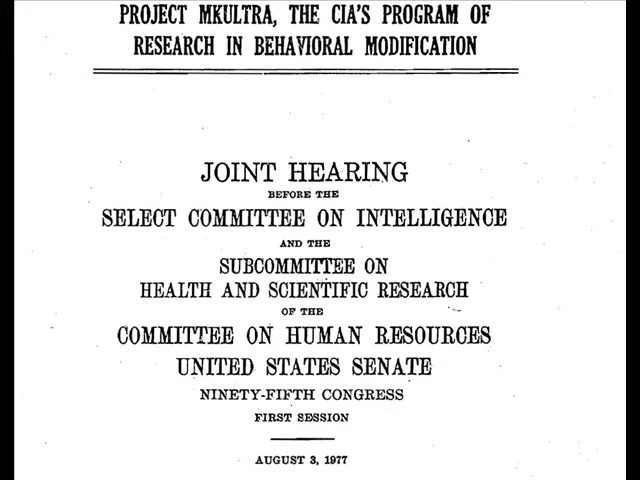 PROJECT MKULTRA, THE CIA'S PROGRAM OF
RESEARCH IN BEHAVIORAL MODIFICATION
JOINT HEARING
BEFORE THE
SELECT COMMITTEE ON INTELLIGENCE
AND THE
SUBCOMMITTEE ON
HEALTH AND SCIENTIFIC RESEARCH
OF THE
COMMITTEE ON HUMAN RESOURCES
UNITED STATES SENATE
NINETY-FIFTH CONGRESS
FIRST SESSION
AUGUST 3, 1977